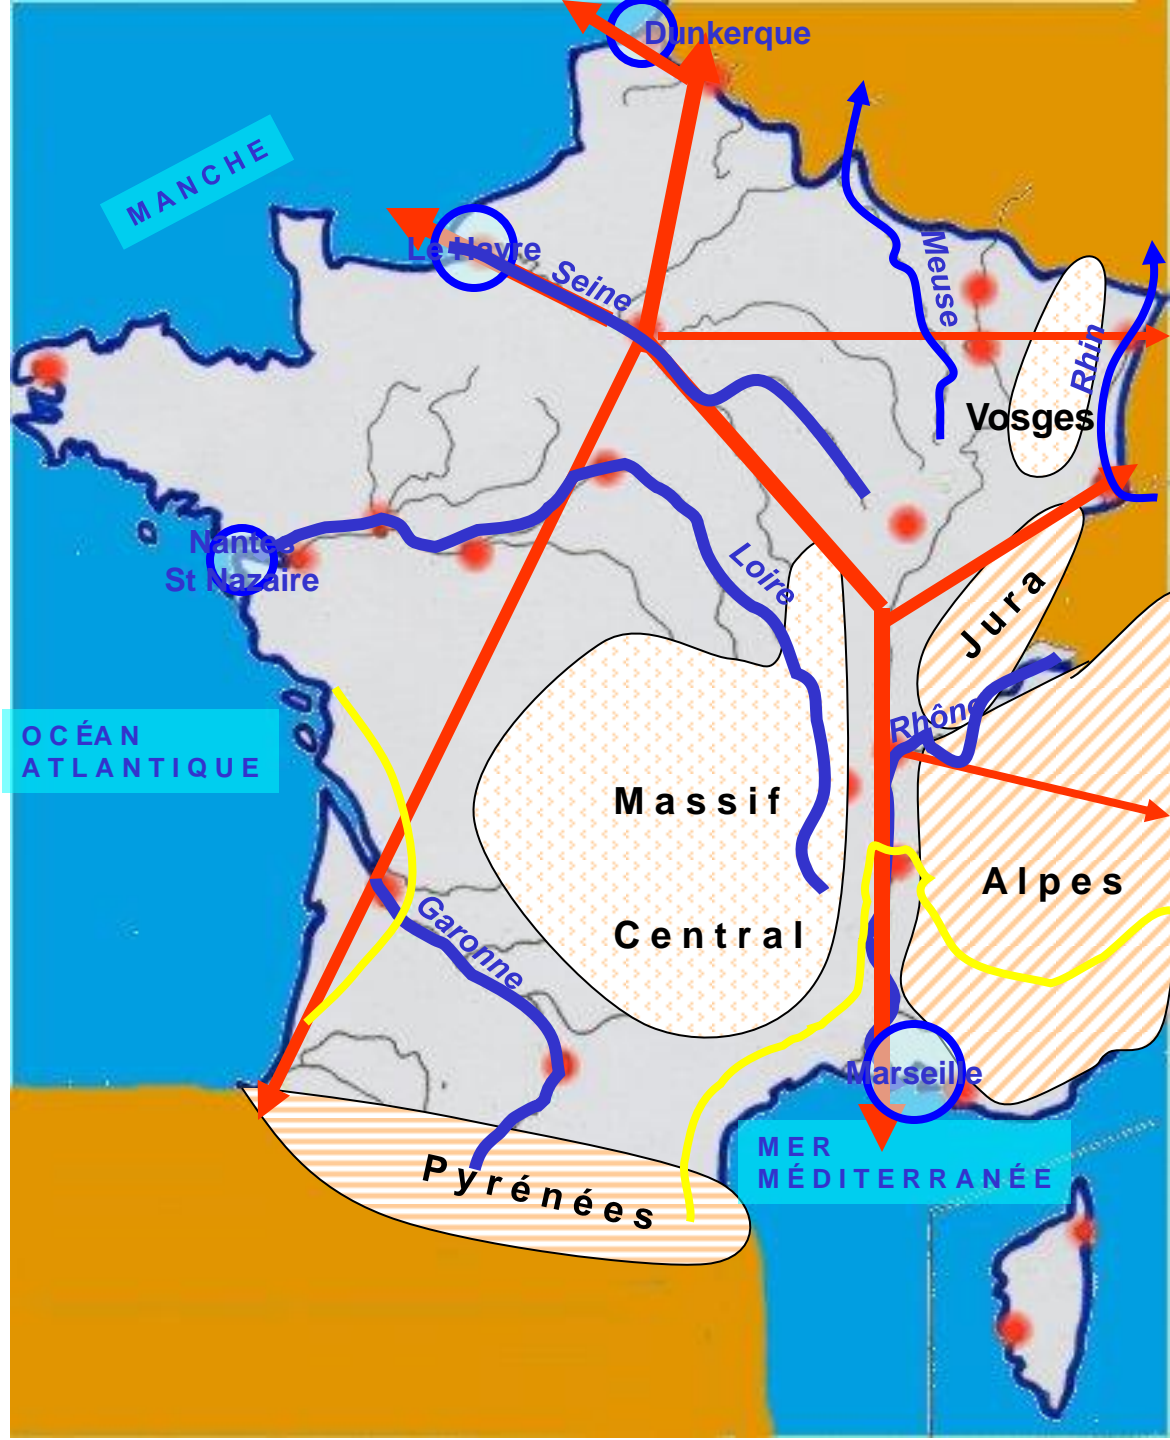 Dunkerque
MANCHE
Le Havre
Seine
Meuse
Rhin
Vosges
Nantes
St Nazaire
Loire
Jura
Rhône
OCÉAN
ATLANTIQUE
Massif
Central
Alpes
Garonne
Marseille
MER
MÉDITERRANÉE
Pyrénées